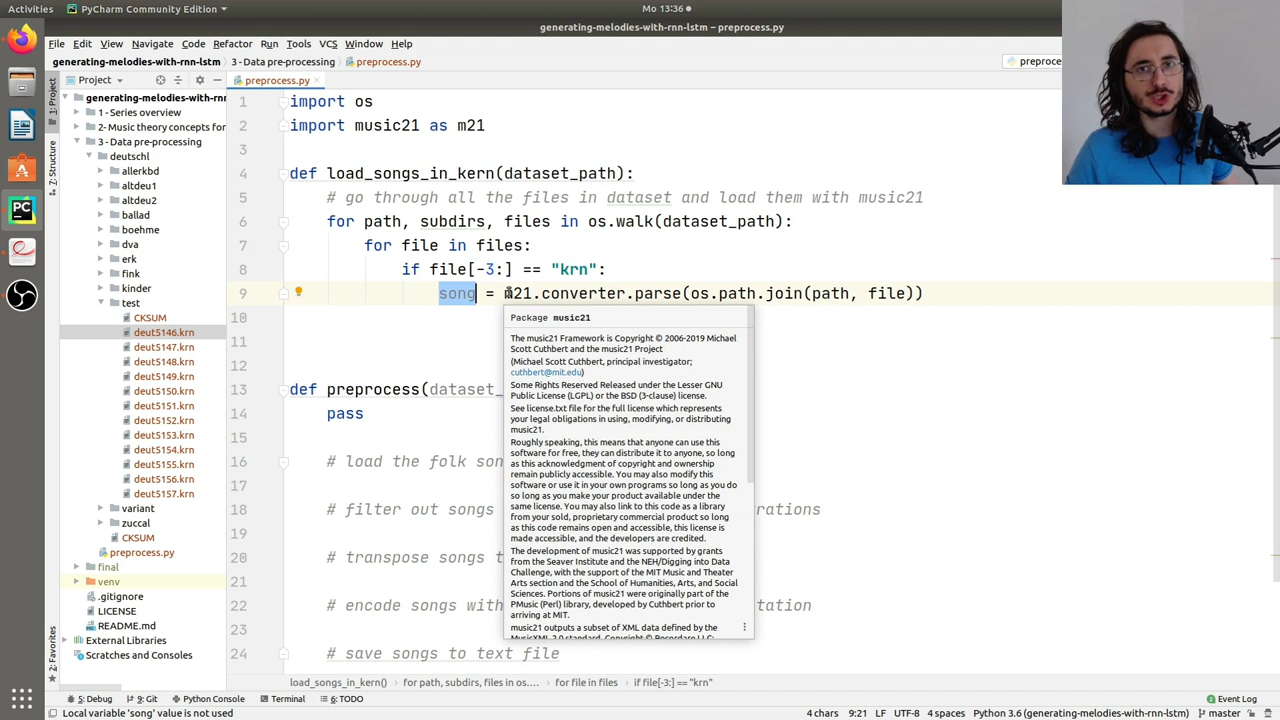 Activities
PyCharm Community Edition
Mo 13:36
generating-melodies-with-rnn-lstm – preprocess.py
File Edit View Navigate Code Refactor Run Tools VCS Window Help
generating-melodies-with-rnn-lstm 3 - Data pre-processing preprocess.py
preproce
Project
preprocess.py
1: Project
7: Structure
2: Favorites
generating-melodies-with-rnn
1 - Series overview
2- Music theory concepts for
3 - Data pre-processing
deutschl
allerkbd
altdeu1
altdeu2
ballad
boehme
dva
erk
fink
kinder
test
CKSUM
deut5146.krn
deut5147.krn
deut5148.krn
deut5149.krn
deut5150.krn
deut5151.krn
deut5152.krn
deut5153.krn
deut5154.krn
deut5155.krn
deut5156.krn
deut5157.krn
variant
zuccal
CKSUM
preprocess.py
final
venv
.gitignore
LICENSE
README.md
External Libraries
Scratches and Consoles
1 import os
2 import music21 as m21
3
4 def load_songs_in_kern(dataset_path):
5 # go through all the files in dataset and load them with music21
6 for path, subdirs, files in os.walk(dataset_path):
7 for file in files:
8 if file[-3:] == "krn":
9 song = m21.converter.parse(os.path.join(path, file))
10
11
12
13 def preprocess(dataset_
14 pass
15
16 # load the folk son
17
18 # filter out songs rations
19
20 # transpose songs t
21
22 # encode songs with tation
23
24 # save songs to text file
Package music21
The music21 Framework is Copyright © 2006-2019 Michael
Scott Cuthbert and the music21 Project
(Michael Scott Cuthbert, principal investigator;
cuthbert@mit.edu)
Some Rights Reserved Released under the Lesser GNU
Public License (LGPL) or the BSD (3-clause) license.
See license.txt file for the full license which represents
your legal obligations in using, modifying, or distributing
music21.
Roughly speaking, this means that anyone can use this
software for free, they can distribute it to anyone, so long
as this acknowledgment of copyright and ownership
remain publicly accessible. You may also modify this
software or use it in your own programs so long as you do
so long as you make your product available under the
same license. You may also link to this code as a library
from your sold, proprietary commercial product so long
as this code remains open and accessible, this license is
made accessible, and the developers are credited.
The development of music21 was supported by grants
from the Seaver Institute and the NEH/Digging into Data
Challenge, with the support of the MIT Music and Theater
Arts section and the School of Humanities, Arts, and Social
Sciences. Portions of music21 were originally part of the
PMusic (Perl) library, developed by Cuthbert prior to
arriving at MIT.
music21 outputs a subset of XML data defined by the
MusicXML 2.0 standard, Copyright © Recordare LLC;
load_songs_in_kern() for path, subdirs, files in os.... for file in files if file[-3:] =="krn"
5: Debug 9: Git Python Console Terminal 6: TODO Event Log
Local variable 'song' value is not used 4 chars 9:21 LF UTF-8 4 spaces Python 3.6 (generating-melodies-with-rnn-lstm) master